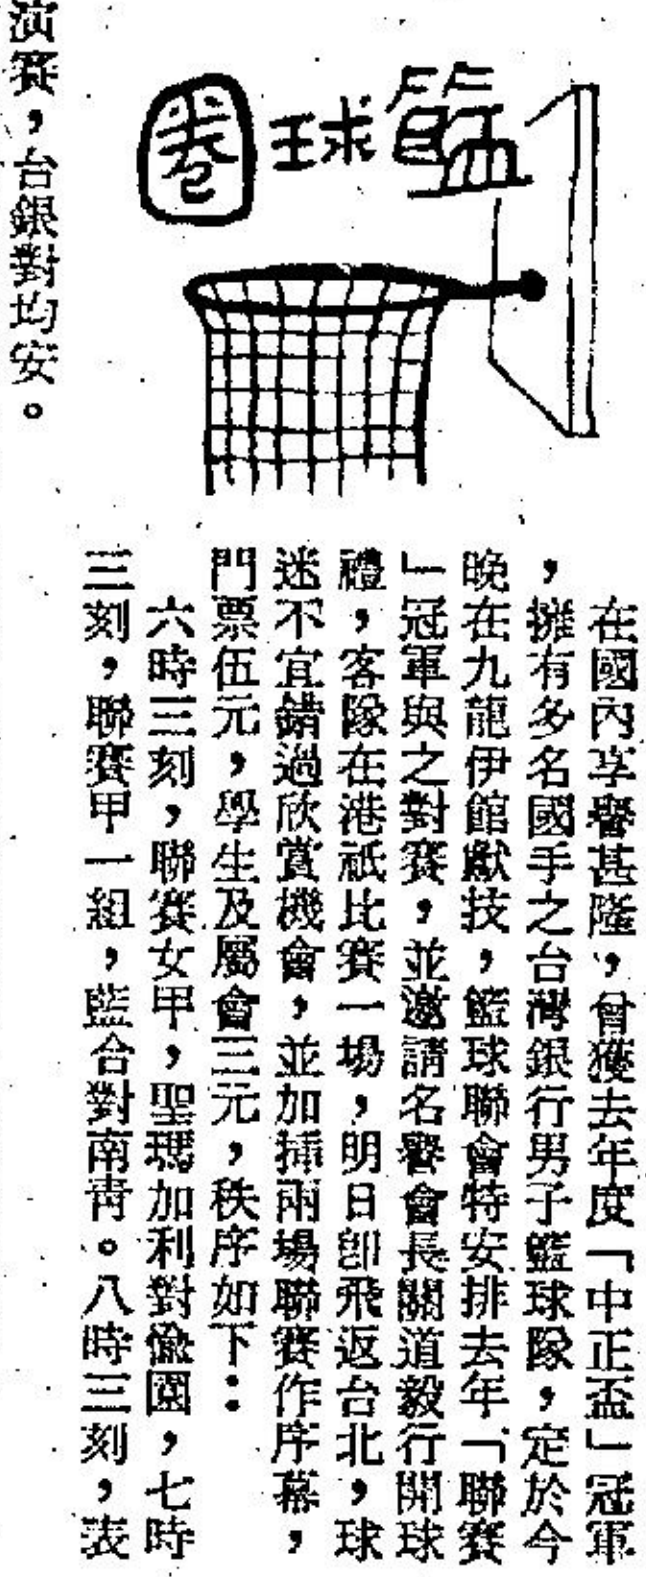 籃球圈
在國內享譽甚隆，曾獲去年度「中正盃」冠軍
，擁有多名國手之台灣銀行男子籃球隊，定於今
晚在九龍伊館獻技，籃球聯會特安排去年「聯賽
」冠軍與之對賽，並邀請名譽會長關道毅行開球
禮，客隊在港祇比賽一場，明日卽飛返台北，球
迷不宜錯過欣賞機會，並加揷兩場聯賽作序幕，
門票伍元，學生及屬會三元，秩序如下：
六時三刻，聯賽女甲，聖瑪加利對儉園，七時
三刻，聯賽甲一組，藍合對南青。八時三刻，表
演賽，台銀對均安。